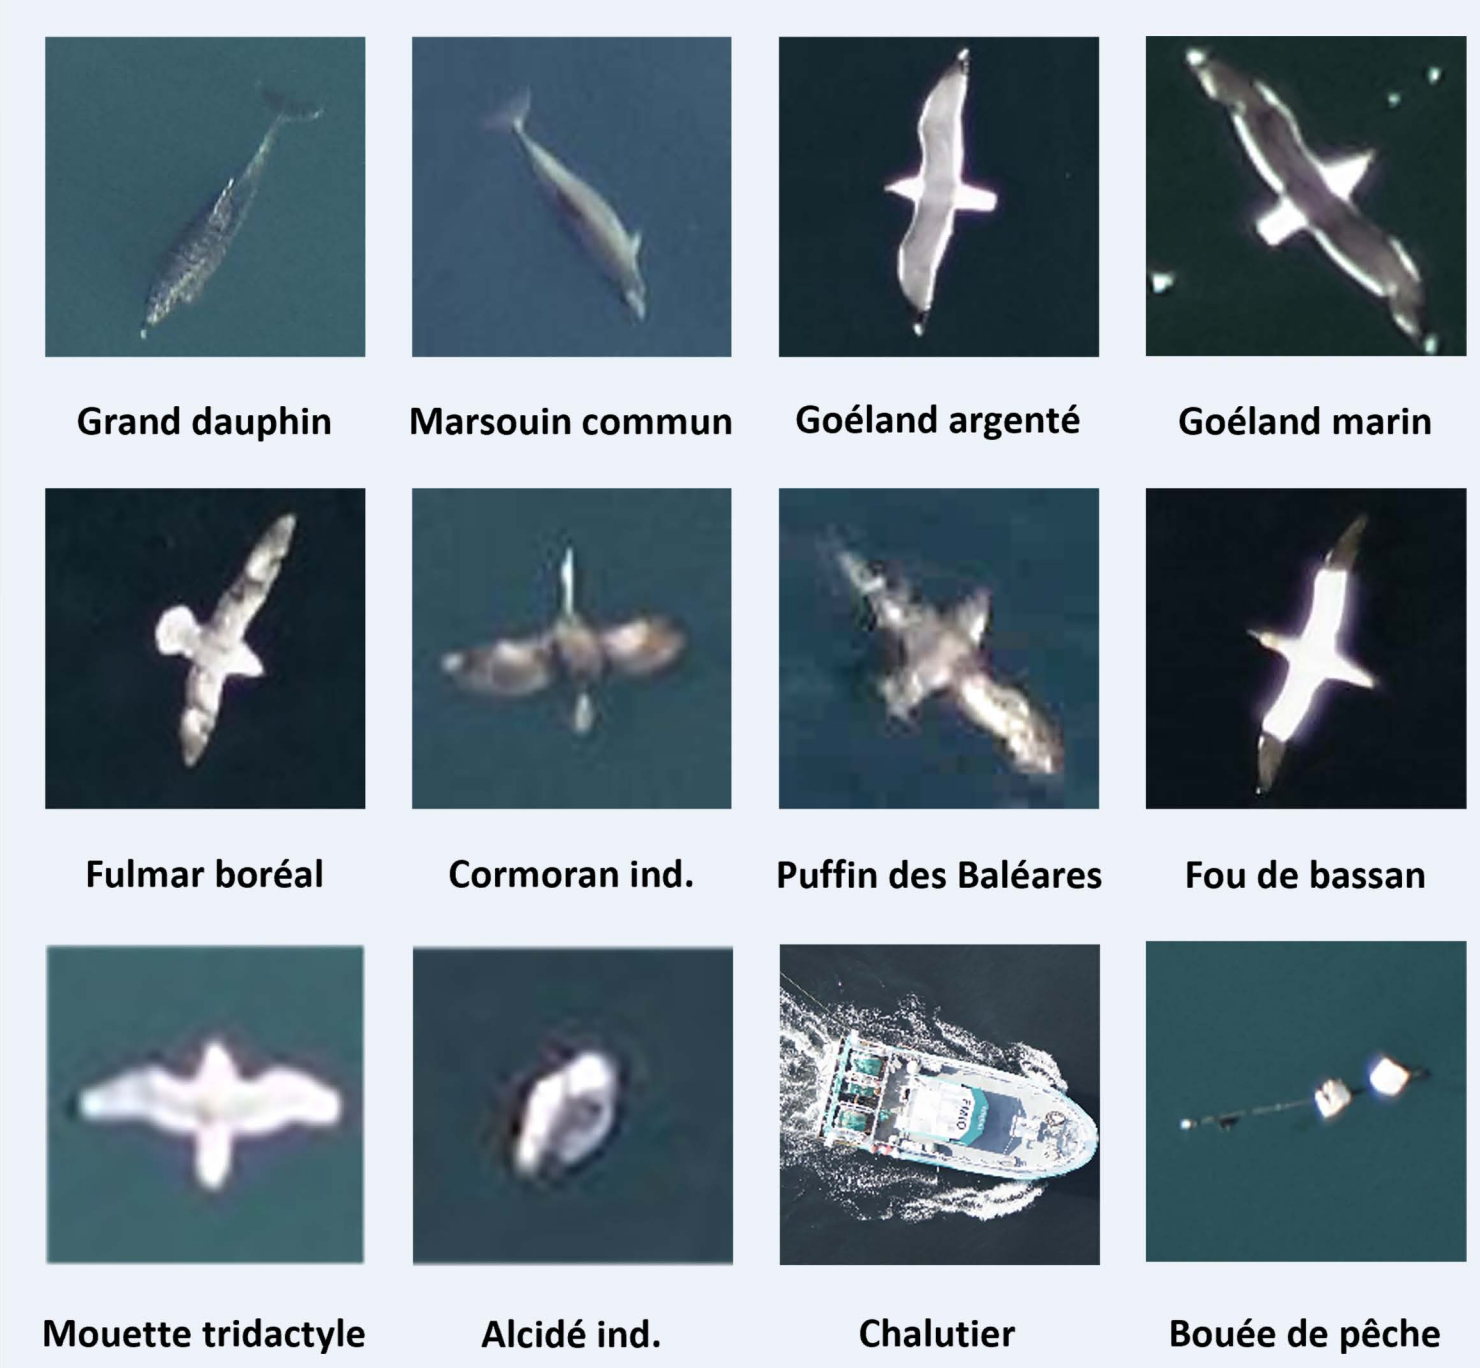 Grand dauphin
Marsouin commun
Goéland argenté
Goéland marin
Fulmar boréal
Cormoran ind.
Puffin des Baléares
Fou de bassan
Mouette tridactyle
Alcidé ind.
Chalutier
Bouée de pêche